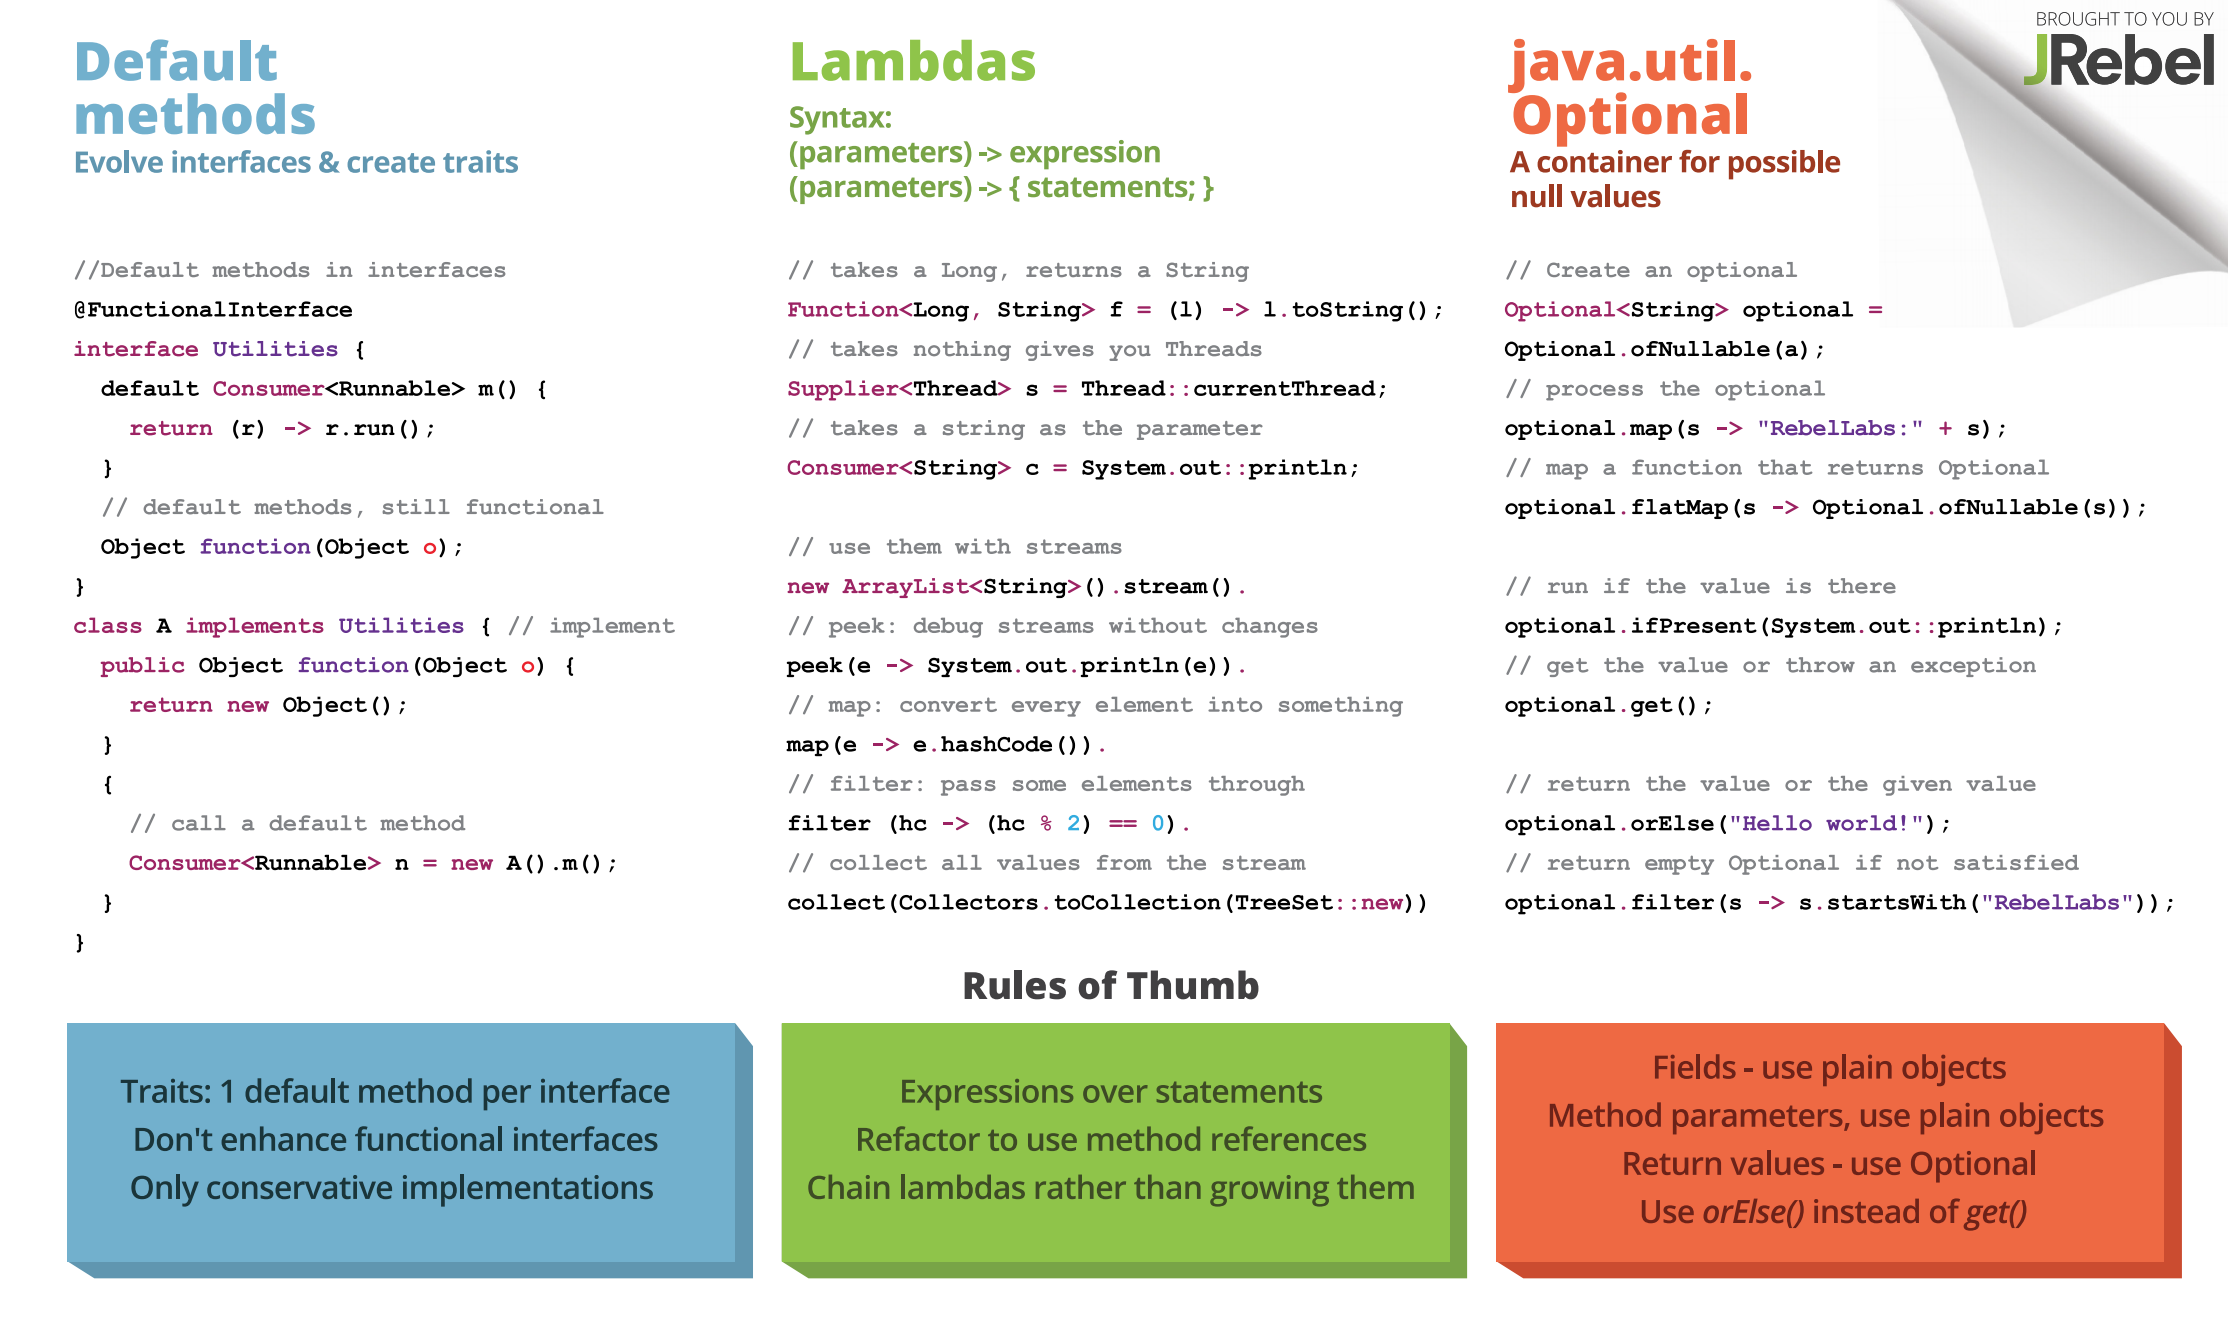 BROUGHT TO YOU BY
JRebel
Default
methods
Evolve interfaces & create traits
//Default methods in interfaces
@FunctionalInterface
interface Utilities {
  default Consumer<Runnable> m() {
    return (r) -> r.run();
  }
  // default methods, still functional
  Object function(Object o);
}
class A implements Utilities { // implement
  public Object function(Object o) {
    return new Object();
  }
  {
    // call a default method
    Consumer<Runnable> n = new A().m();
  }
}
Lambdas
Syntax:
(parameters) -> expression
(parameters) -> { statements; }
// takes a Long, returns a String
Function<Long, String> f = (l) -> l.toString();
// takes nothing gives you Threads
Supplier<Thread> s = Thread::currentThread;
// takes a string as the parameter
Consumer<String> c = System.out::println;
// use them with streams
new ArrayList<String>().stream().
// peek: debug streams without changes
peek(e -> System.out.println(e)).
// map: convert every element into something
map(e -> e.hashCode()).
// filter: pass some elements through
filter (hc -> (hc % 2) == 0).
// collect all values from the stream
collect(Collectors.toCollection(TreeSet::new))
java.util.
Optional
A container for possible
null values
// Create an optional
Optional<String> optional =
Optional.ofNullable(a);
// process the optional
optional.map(s -> "RebelLabs:" + s);
// map a function that returns Optional
optional.flatMap(s -> Optional.ofNullable(s));
// run if the value is there
optional.ifPresent(System.out::println);
// get the value or throw an exception
optional.get();
// return the value or the given value
optional.orElse("Hello world!");
// return empty Optional if not satisfied
optional.filter(s -> s.startsWith("RebelLabs"));
Rules of Thumb
Traits: 1 default method per interface
Don't enhance functional interfaces
Only conservative implementations
Expressions over statements
Refactor to use method references
Chain lambdas rather than growing them
Fields - use plain objects
Method parameters, use plain objects
Return values - use Optional
Use orElse() instead of get()